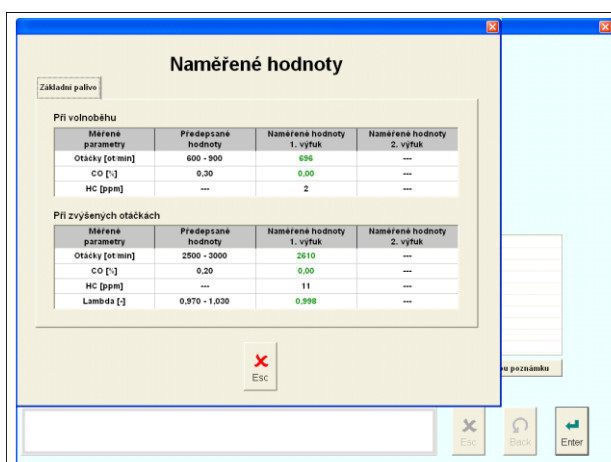 Naměřené hodnoty
Základní palivo
Při volnoběhu
Měřené parametry Předepsané hodnoty Naměřené hodnoty 1. výfuk Naměřené hodnoty 2. výfuk
Otáčky [ot/min] 600 - 900 696 ---
CO [%] 0,30 0,00 ---
HC [ppm] --- 2 ---
Při zvýšených otáčkách
Měřené parametry Předepsané hodnoty Naměřené hodnoty 1. výfuk Naměřené hodnoty 2. výfuk
Otáčky [ot/min] 2500 - 3000 2610 ---
CO [%] 0,20 0,00 ---
HC [ppm] --- 11 ---
Lambda [-] 0,970 - 1,030 0,998 ---
Esc
poznámku
Esc Back Enter